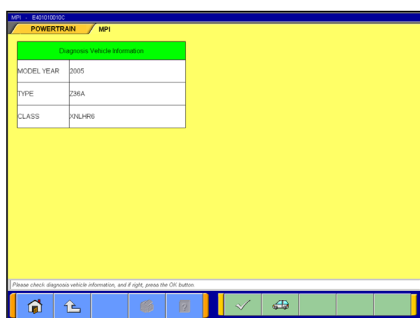 MPI - E401010010C
POWERTRAIN MPI
Diagnosis Vehicle Information
MODEL YEAR 2005
TYPE Z36A
CLASS XNLHR6
Please check diagnosis vehicle information, and if right, press the OK button.